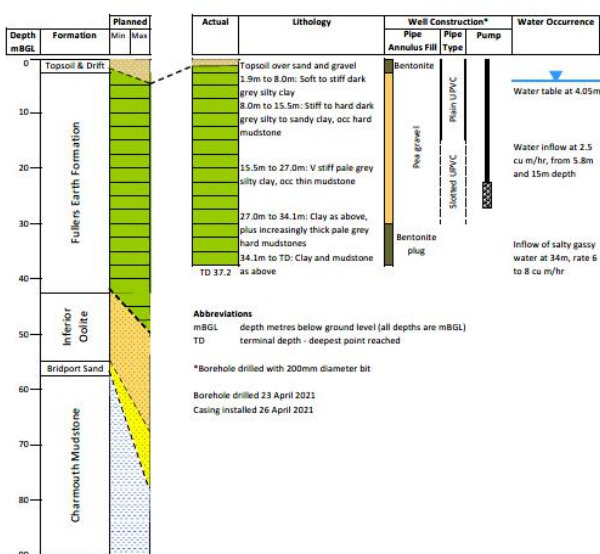 Planned
Actual
Lithology
Well Construction*
Water Occurrence
Depth
mBGL
Formation
Min
Max
Pipe
Annulus Fill
Pipe
Type
Pump
0
Topsoil & Drift
Topsoil over sand and gravel
1.9m to 8.0m: Soft to stiff dark
grey silty clay
8.0m to 15.5m: Stiff to hard dark
grey silty to sandy clay, occ hard
mudstone
15.5m to 27.0m: V stiff pale grey
silty clay, occ thin mudstone
27.0m to 34.1m: Clay as above,
plus increasingly thick pale grey
hard mudstones
34.1m to TD: Clay and mudstone
as above
TD 37.2
Bentonite
Pea gravel
Bentonite
plug
Plain UPVC
Slotted UPVC
Water table at 4.05m
Water inflow at 2.5
cu m/hr, from 5.8m
and 15m depth
Inflow of salty gassy
water at 34m, rate 6
to 8 cu m/hr
10
20
30
40
50
60
70
80
90
Fullers Earth Formation
Inferior
Oolite
Bridport Sand
Charmouth Mudstone
Abbreviations
mBGL depth metres below ground level (all depths are mBGL)
TD terminal depth - deepest point reached
*Borehole drilled with 200mm diameter bit
Borehole drilled 23 April 2021
Casing installed 26 April 2021